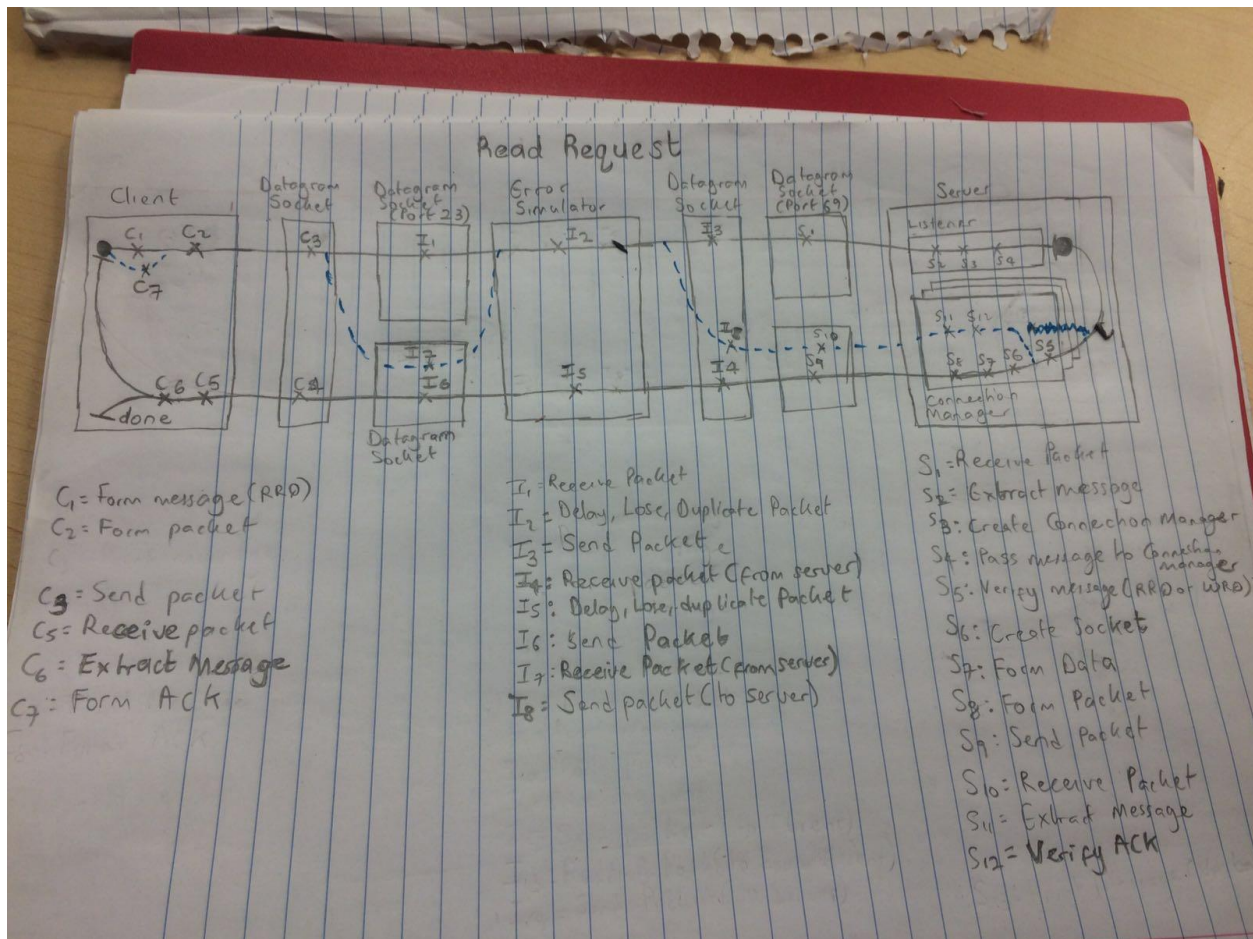 Read Request
Client
Datagram
Socket
Datagram
Socket
(Port 23)
Error
Simulator
Datagram
Socket
Datagram
Socket
(Port 69)
Server
Listener
C1
C2
C7
C3
I1
I2
I3
S1
S2
S3
S4
S11
S12
S5
S6
S7
S8
Connection
Manager
I7
I6
I5
I8
I4
S10
S9
C6
C5
C4
done
Datagram
Socket
C1 = Form message (RRD)
C2 = Form packet
C3 = Send packet
C5 = Receive packet
C6 = Extract Message
C7 = Form ACK
I1 = Receive Packet
I2 = Delay, Lose, Duplicate Packet
I3 = Send Packet
I4: Receive packet (from server)
I5: Delay, Lose, duplicate Packet
I6: Send Packet
I7: Receive Packet (from server)
I8 = Send packet (to server)
S1 = Receive Packet
S2 = Extract message
S3: Create Connection Manager
S4: Pass message to Connection
manager
S5: Verify message (RRD or WRD)
S6: Create Socket
S7: Form Data
S8: Form Packet
S9: Send Packet
S10: Receive Packet
S11 = Extract Message
S12 = Verify ACK